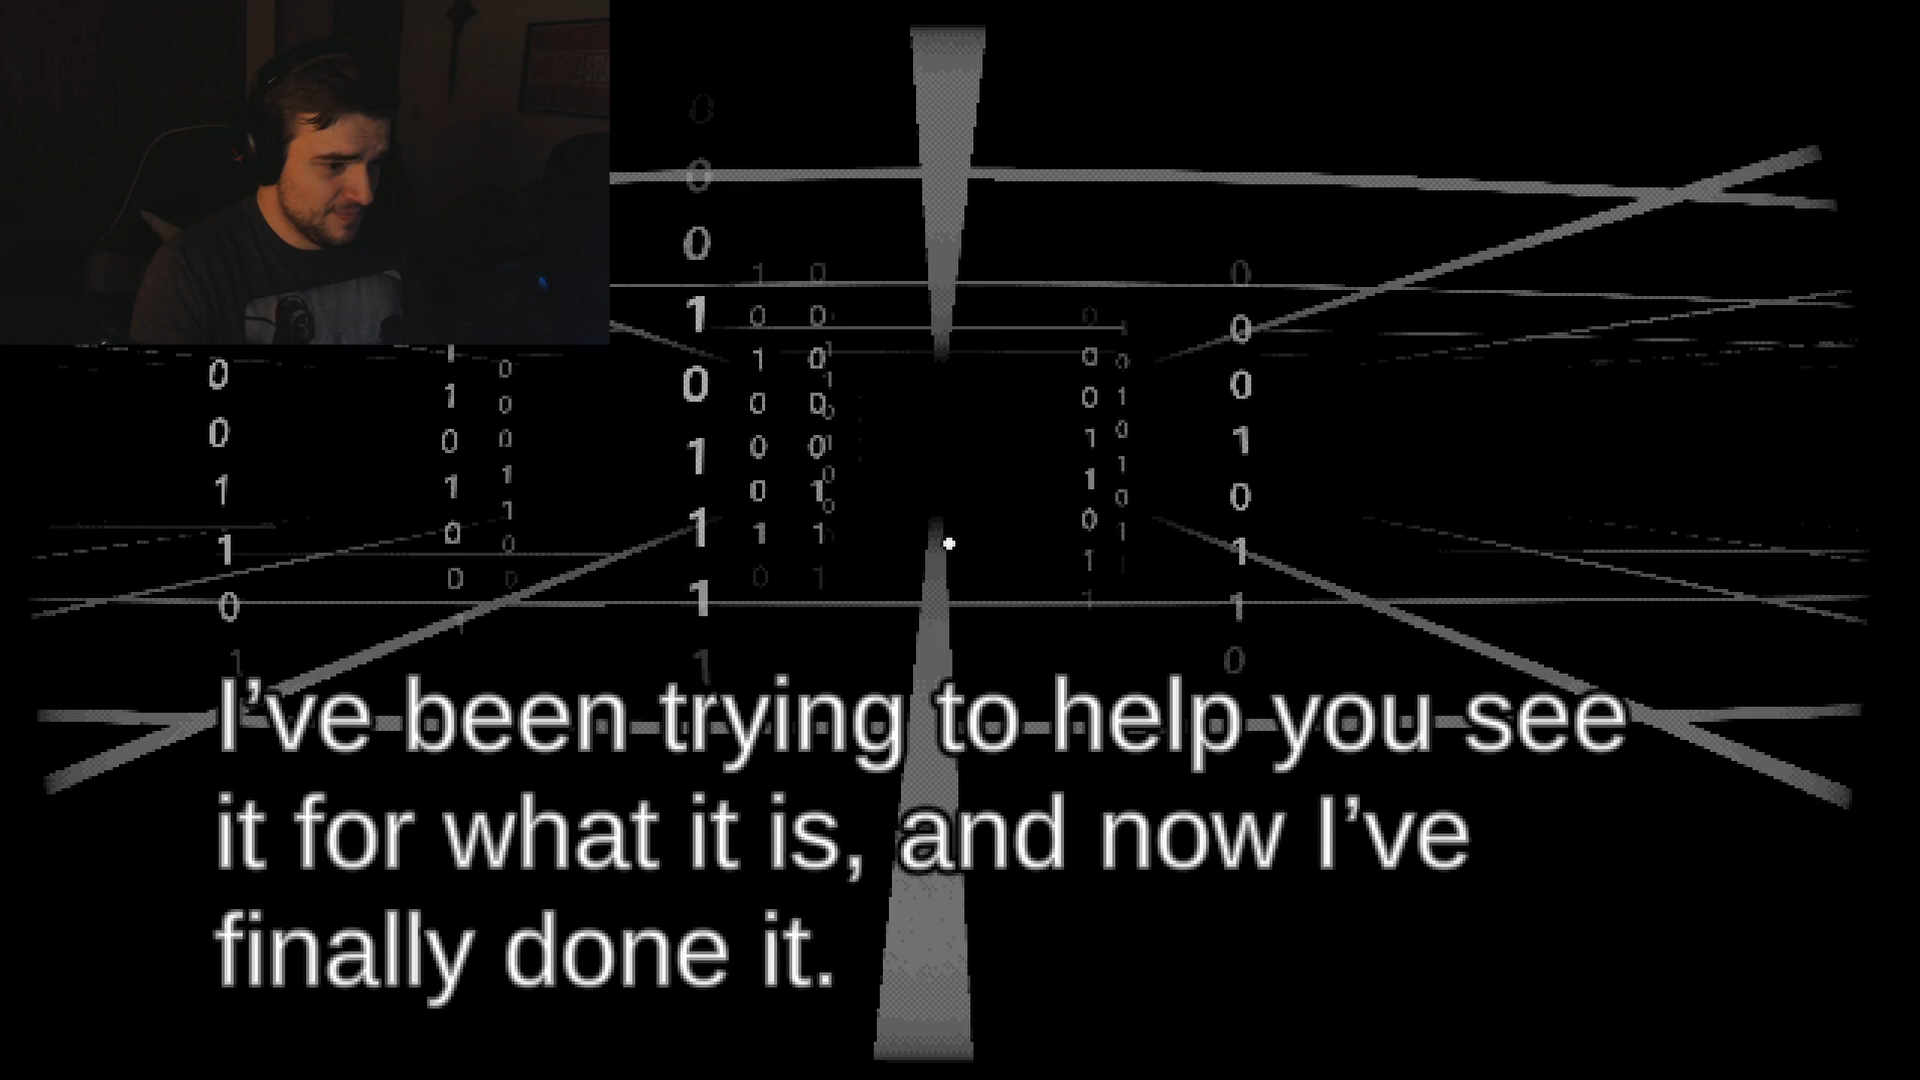 I’ve been trying to help you see
it for what it is, and now I’ve
finally done it.